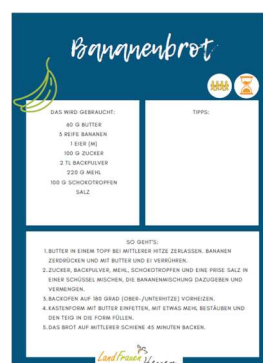 Bananenbrot
DAS WIRD GEBRAUCHT:
60 G BUTTER
5 REIFE BANANEN
1 EIER (M)
100 G ZUCKER
2 TL BACKPULVER
220 G MEHL
100 G SCHOKOTROPFEN
SALZ
TIPPS:
SO GEHT'S:
1. BUTTER IN EINEM TOPF BEI MITTLERER HITZE ZERLASSEN. BANANEN
ZERDRÜCKEN UND MIT BUTTER UND EI VERRÜHREN.
2. ZUCKER, BACKPULVER, MEHL, SCHOKOTROPFEN UND EINE PRISE SALZ IN
EINER SCHÜSSEL MISCHEN, DIE BANANENMISCHUNG DAZUGEBEN UND
VERMENGEN.
3. BACKOFEN AUF 180 GRAD (OBER-/UNTERHITZE) VORHEIZEN.
4. KASTENFORM MIT BUTTER EINFETTEN, MIT ETWAS MEHL BESTÄUBEN UND
DEN TEIG IN DIE FORM FÜLLEN.
5. DAS BROT AUF MITTLERER SCHIENE 45 MINUTEN BACKEN.
LandFrauen